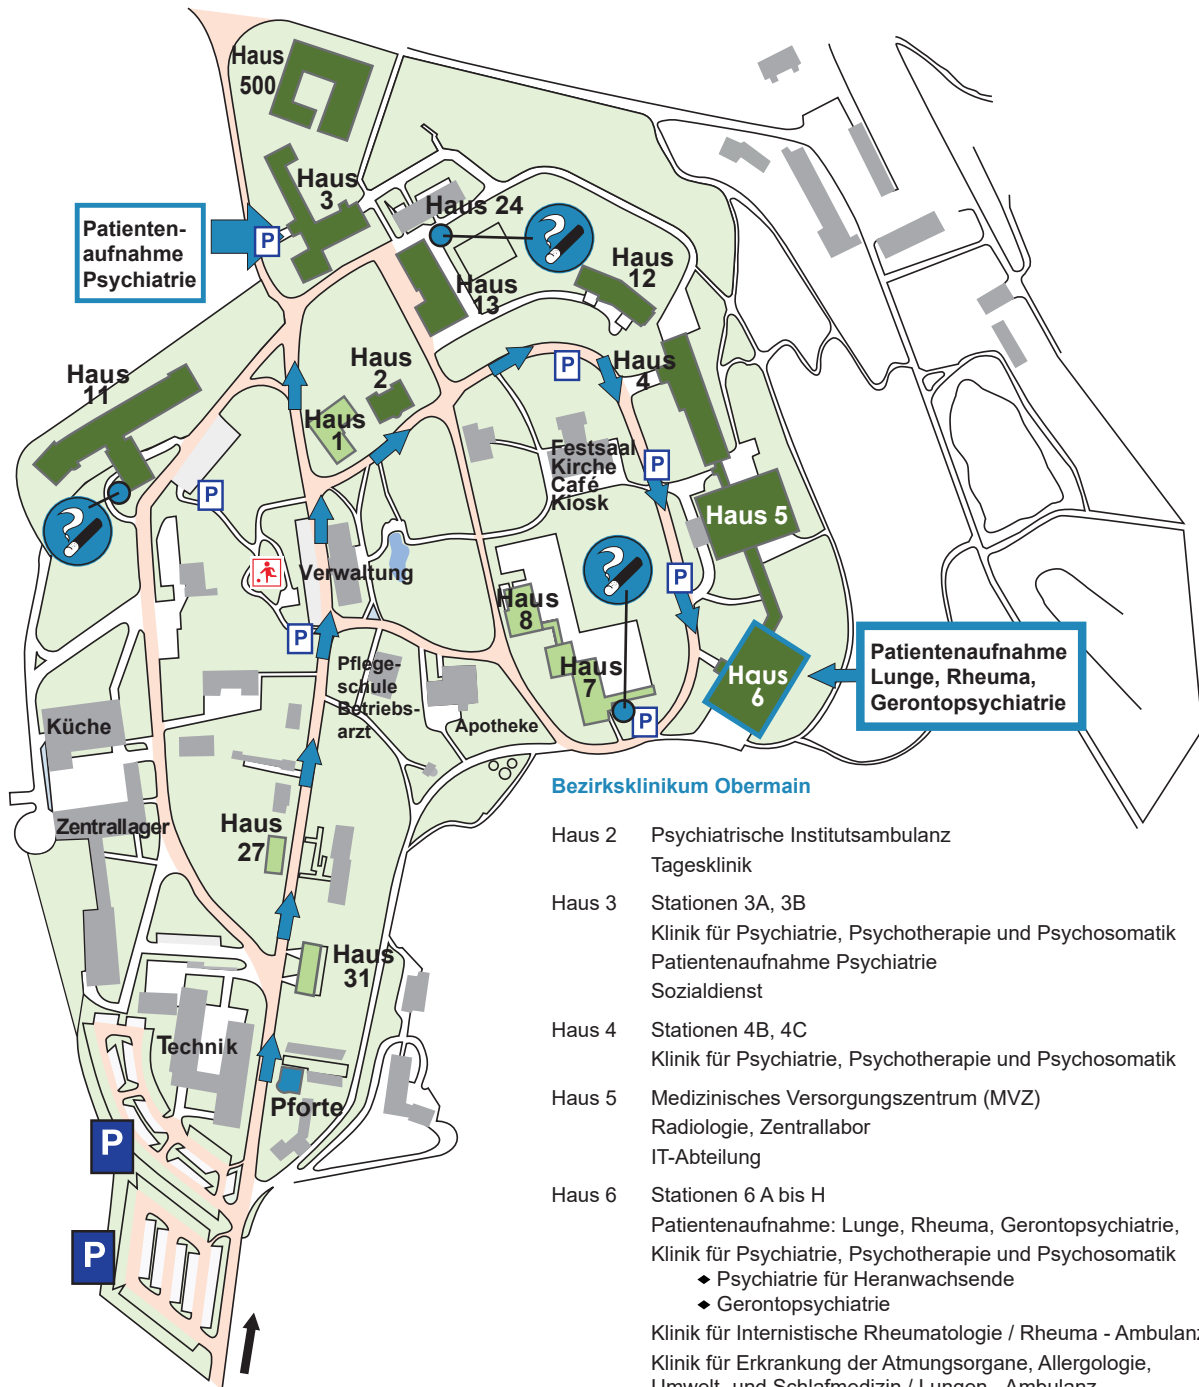 Haus
500
Haus
3
Patienten-
aufnahme
Psychiatrie
P
Haus 24
Haus
12
Haus
13
Haus
11
Haus
2
Haus
1
P
Haus
4
Festsaal
Kirche
Café
Kiosk
P
P
Haus 5
Verwaltung
P
Haus
8
P
Pflege-
schule
Betriebs-
arzt
Haus
7
Haus
6
Patientenaufnahme
Lunge, Rheuma,
Gerontopsychiatrie
Küche
Apotheke
P
Zentrallager
Haus
27
Haus
31
Technik
Pforte
P
P
Bezirksklinikum Obermain
Haus 2 Psychiatrische Institutsambulanz
Tagesklinik
Haus 3 Stationen 3A, 3B
Klinik für Psychiatrie, Psychotherapie und Psychosomatik
Patientenaufnahme Psychiatrie
Sozialdienst
Haus 4 Stationen 4B, 4C
Klinik für Psychiatrie, Psychotherapie und Psychosomatik
Haus 5 Medizinisches Versorgungszentrum (MVZ)
Radiologie, Zentrallabor
IT-Abteilung
Haus 6 Stationen 6 A bis H
Patientenaufnahme: Lunge, Rheuma, Gerontopsychiatrie,
Klinik für Psychiatrie, Psychotherapie und Psychosomatik
◆ Psychiatrie für Heranwachsende
◆ Gerontopsychiatrie
Klinik für Internistische Rheumatologie / Rheuma - Ambulanz
Klinik für Erkrankung der Atmungsorgane, Allergologie,
Umwelt- und Schlafmedizin / Lungen - Ambulanz